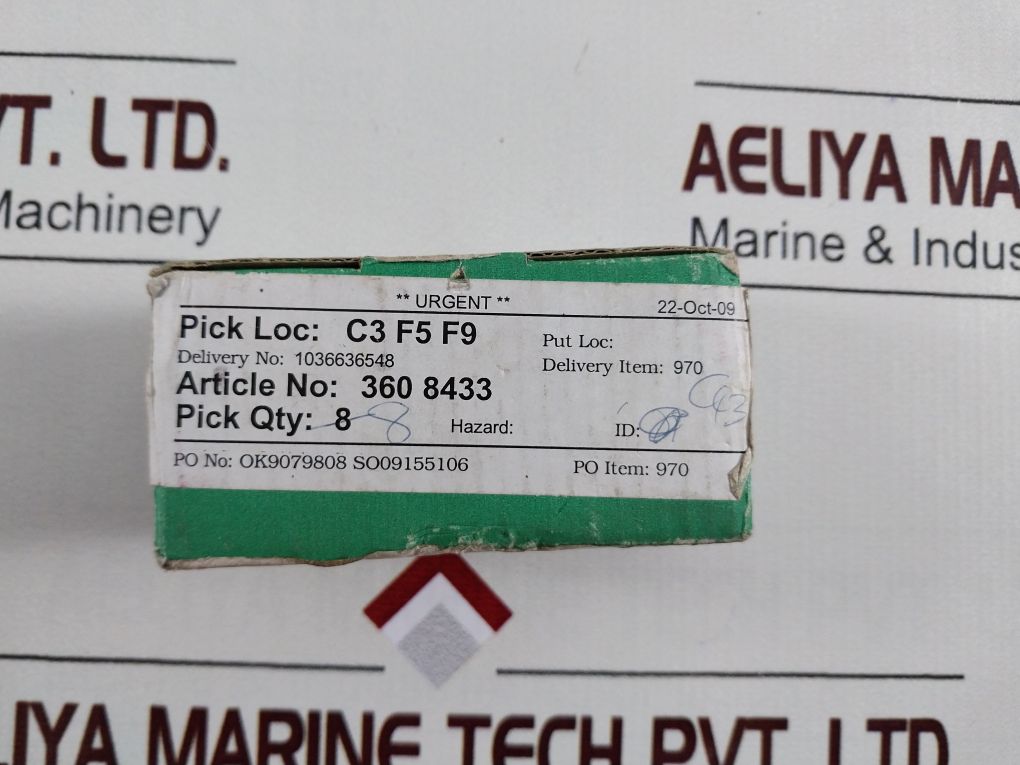 VT. LTD.
Machinery
AELIYA MA
Marine & Indus
** URGENT **
22-Oct-09
Pick Loc: C3 F5 F9
Put Loc:
Delivery No: 1036636548
Delivery Item: 970
Article No: 360 8433
Pick Qty: 8 8
Hazard:
ID:
PO No: OK9079808 SO09155106
PO Item: 970
LIYA MARINE TECH PVT. LTD.